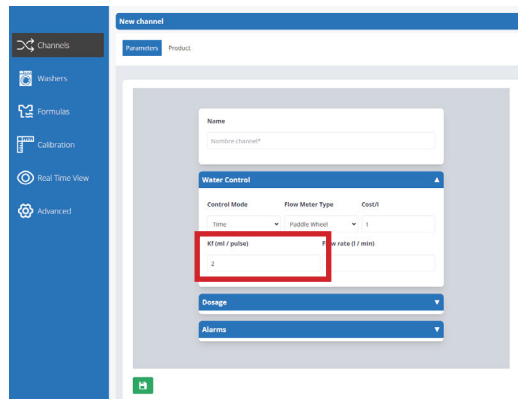 New channel
Channels
Parameters Product
Washers
Formulas
Name
Nombre channel*
Calibration
Real Time View
Water Control
Control Mode Flow Meter Type Cost/l
Advanced
Time Paddle Wheel 1
Kf (ml / pulse) Flow rate (l / min)
2
Dosage
Alarms